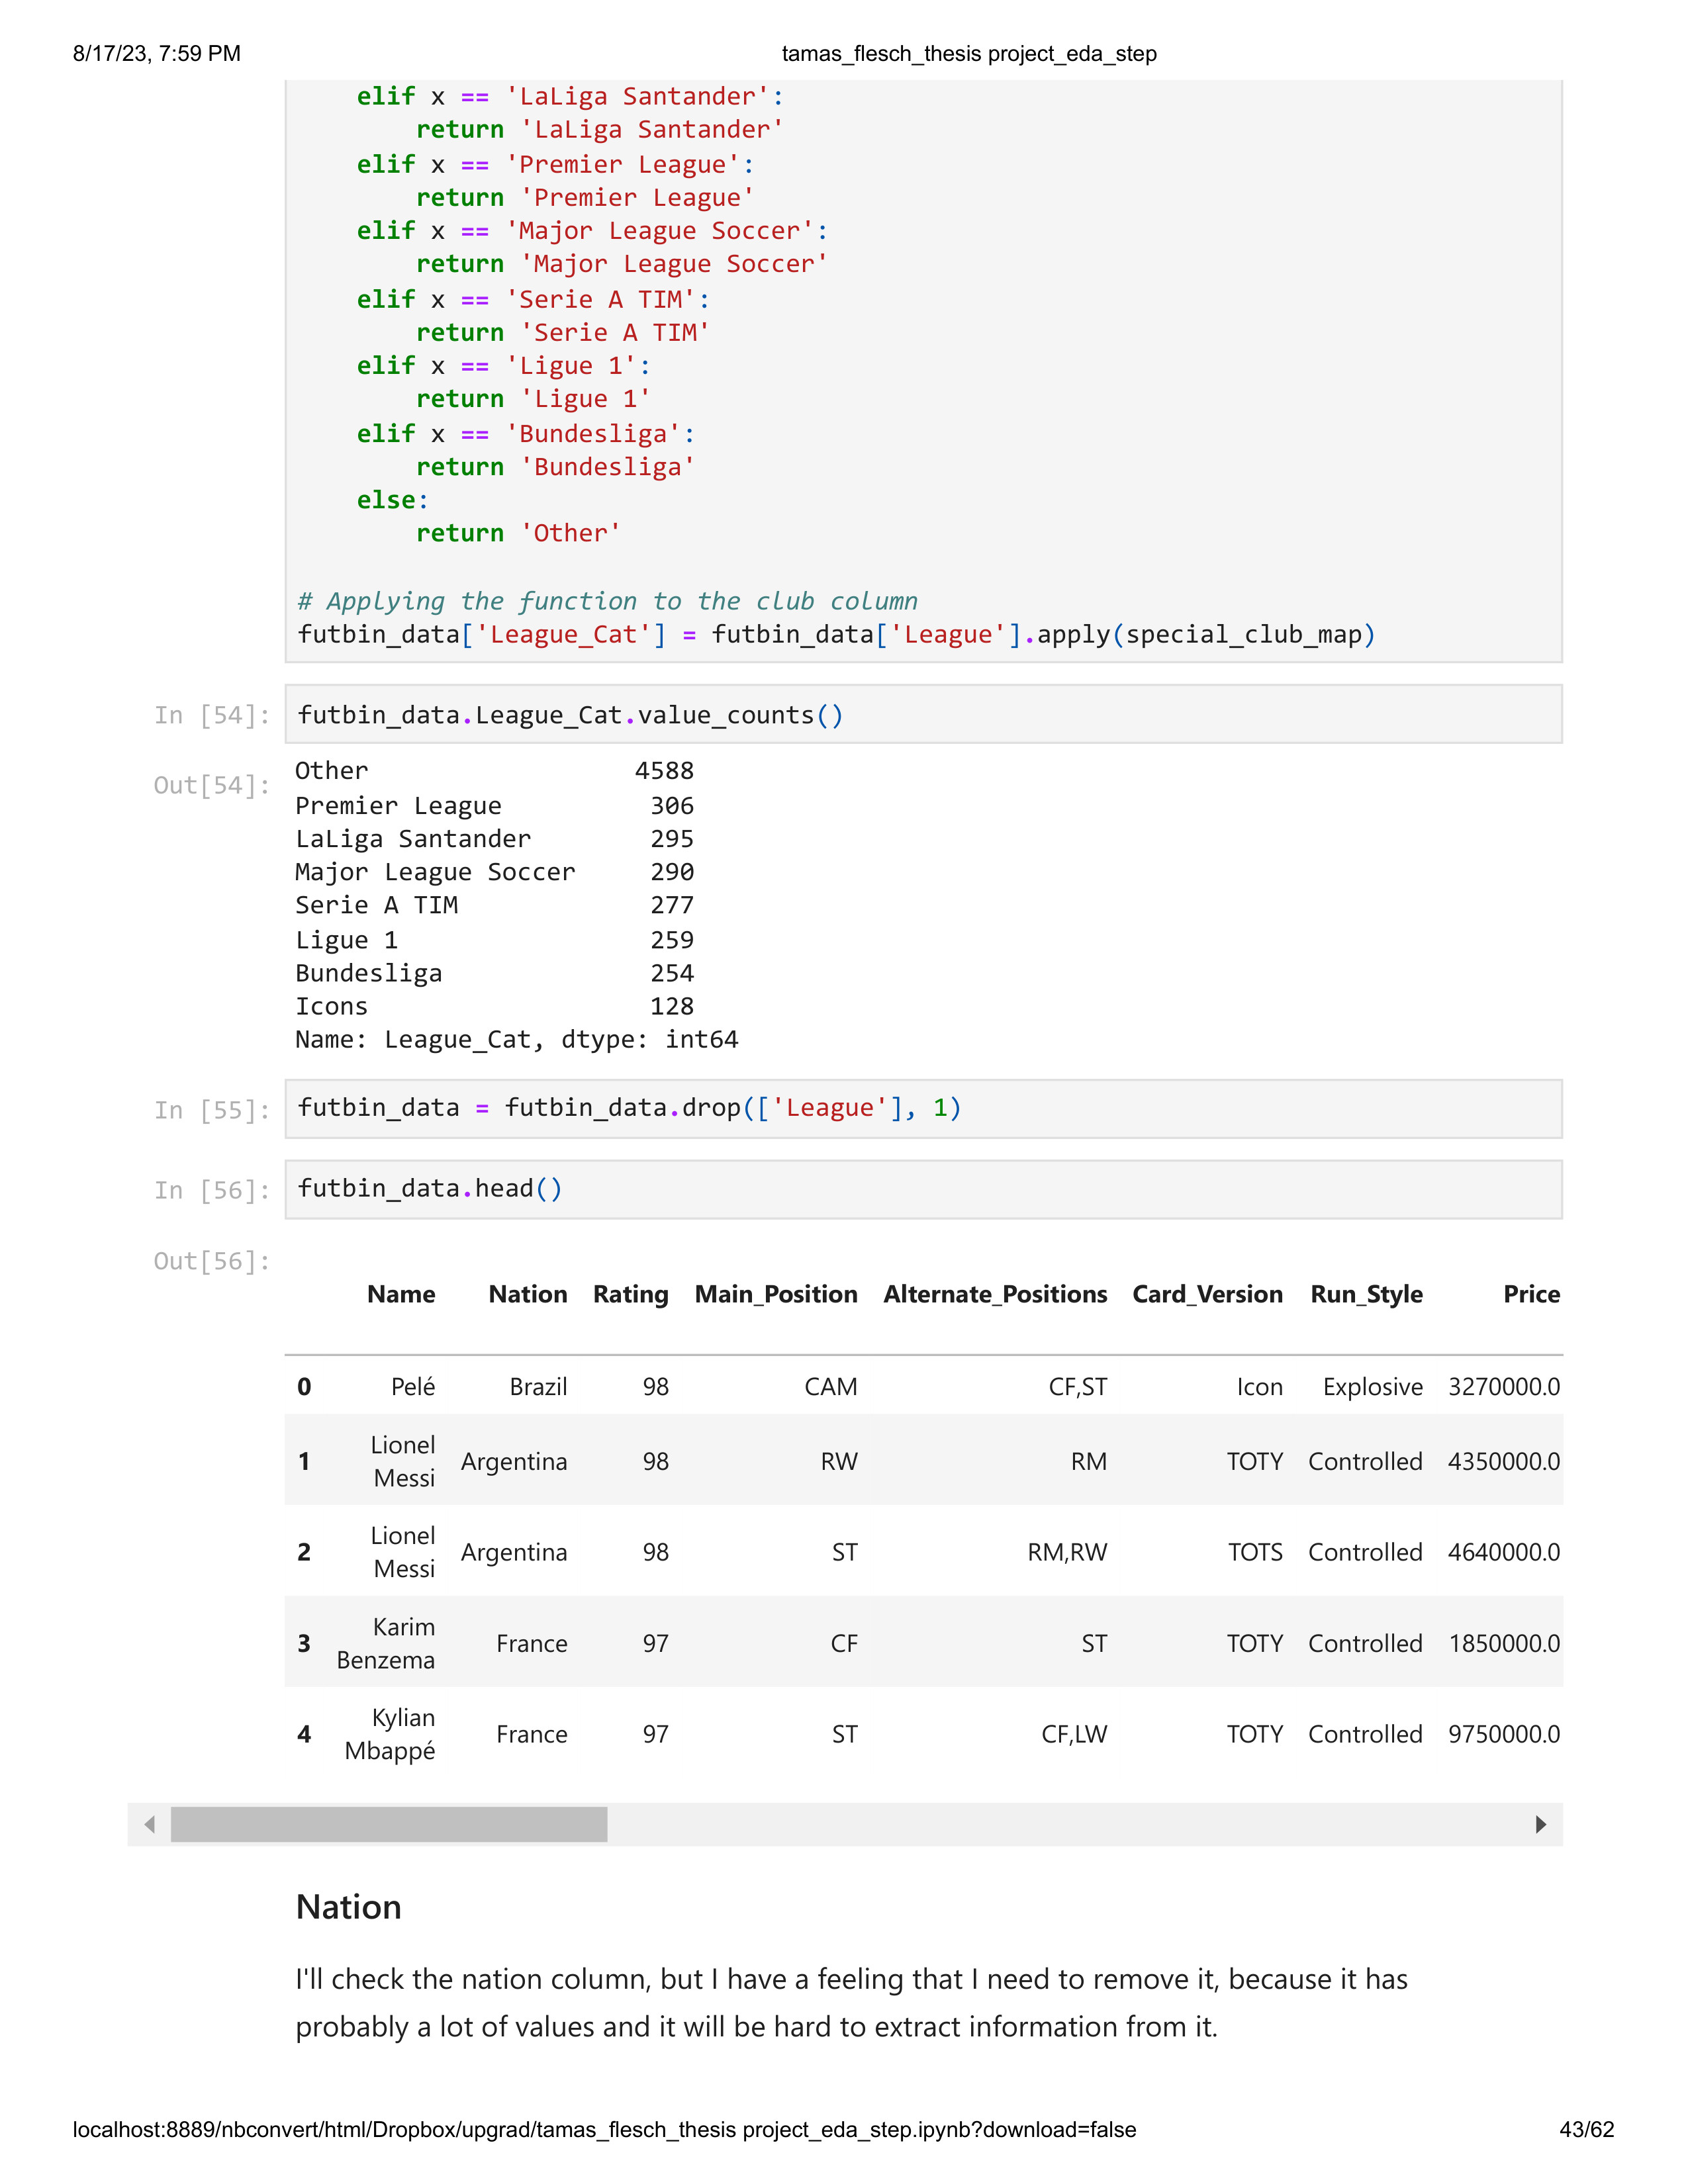 8/17/23, 7:59 PM tamas_flesch_thesis project_eda_step
elif x == 'LaLiga Santander':
return 'LaLiga Santander'
elif x == 'Premier League':
return 'Premier League'
elif x == 'Major League Soccer':
return 'Major League Soccer'
elif x == 'Serie A TIM':
return 'Serie A TIM'
elif x == 'Ligue 1':
return 'Ligue 1'
elif x == 'Bundesliga':
return 'Bundesliga'
else:
return 'Other'
# Applying the function to the club column
futbin_data['League_Cat'] = futbin_data['League'].apply(special_club_map)
In [54]: futbin_data.League_Cat.value_counts()
Out[54]: Other 4588
Premier League 306
LaLiga Santander 295
Major League Soccer 290
Serie A TIM 277
Ligue 1 259
Bundesliga 254
Icons 128
Name: League_Cat, dtype: int64
In [55]: futbin_data = futbin_data.drop(['League'], 1)
In [56]: futbin_data.head()
Out[56]:
Name Nation Rating Main_Position Alternate_Positions Card_Version Run_Style Price
0 Pelé Brazil 98 CAM CF,ST Icon Explosive 3270000.0
1 Lionel Messi Argentina 98 RW RM TOTY Controlled 4350000.0
2 Lionel Messi Argentina 98 ST RM,RW TOTS Controlled 4640000.0
3 Karim Benzema France 97 CF ST TOTY Controlled 1850000.0
4 Kylian Mbappé France 97 ST CF,LW TOTY Controlled 9750000.0
Nation
I'll check the nation column, but I have a feeling that I need to remove it, because it has
probably a lot of values and it will be hard to extract information from it.
localhost:8889/nbconvert/html/Dropbox/upgrad/tamas_flesch_thesis project_eda_step.ipynb?download=false 43/62